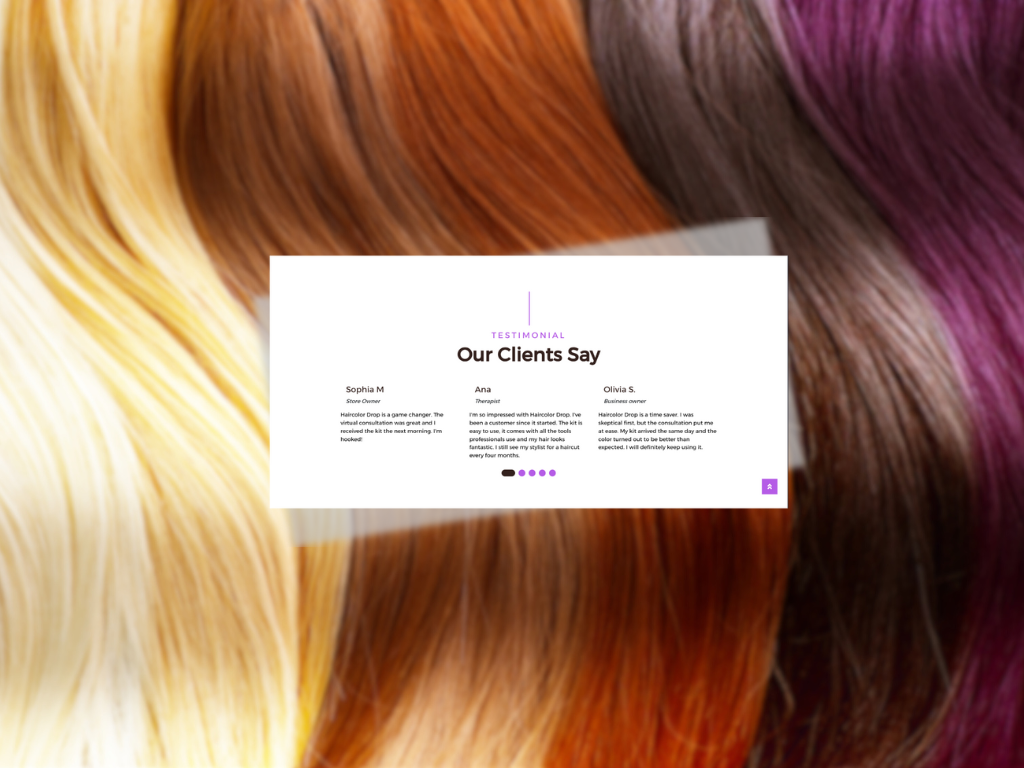 TESTIMONIAL
Our Clients Say
Sophia M
Store Owner
Haircolor Drop is a game changer. The
virtual consultation was great and I
received the kit the next morning. I'm
hooked!
Ana
Therapist
I'm so impressed with Haircolor Drop. I've
been a customer since it started. The kit is
easy to use, it comes with all the tools
professionals use and my hair looks
fantastic. I still see my stylist for a haircut
every four months.
Olivia S.
Business owner
Haircolor Drop is a time saver. I was
skeptical first, but the consultation put me
at ease. My kit arrived the same day and the
color turned out to be better than
expected. I will definitely keep using it.